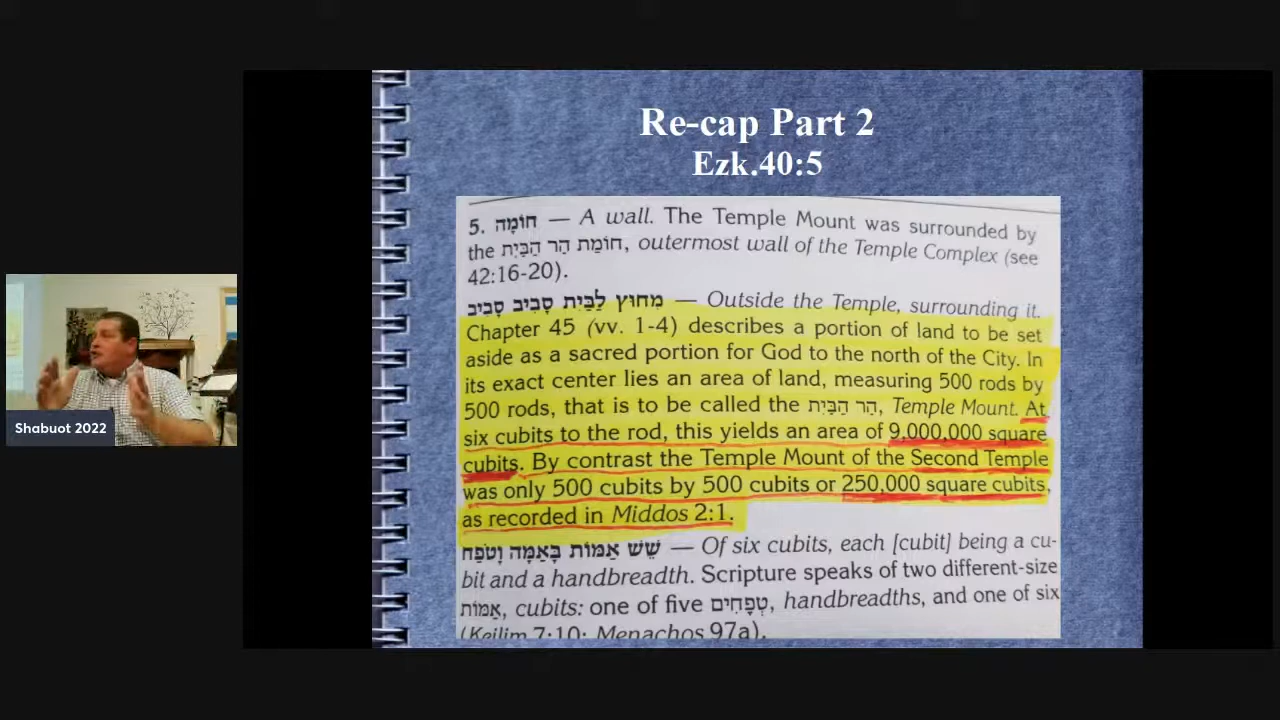 Re-cap Part 2
Ezk.40:5
5. חוֹמָה — A wall. The Temple Mount was surrounded by
the חוֹמַת הַר הַבַּיִת, outermost wall of the Temple Complex (see
42:16-20).
מִחוּץ לַבַּיִת סָבִיב סָבִיב — Outside the Temple, surrounding it.
Chapter 45 (vv. 1-4) describes a portion of land to be set
aside as a sacred portion for God to the north of the City. In
its exact center lies an area of land, measuring 500 rods by
500 rods, that is to be called the הַר הַבַּיִת, Temple Mount. At
six cubits to the rod, this yields an area of 9,000,000 square
cubits. By contrast the Temple Mount of the Second Temple
was only 500 cubits by 500 cubits or 250,000 square cubits,
as recorded in Middos 2:1.
שֵׁשׁ אַמּוֹת בָּאַמָּה וָטֹפַח — Of six cubits, each [cubit] being a cu-
bit and a handbreadth. Scripture speaks of two different-size
אַמּוֹת, cubits: one of five טְפָחִים, handbreadths, and one of six
(Keilim 7:10; Menachos 97a).
Shabuot 2022